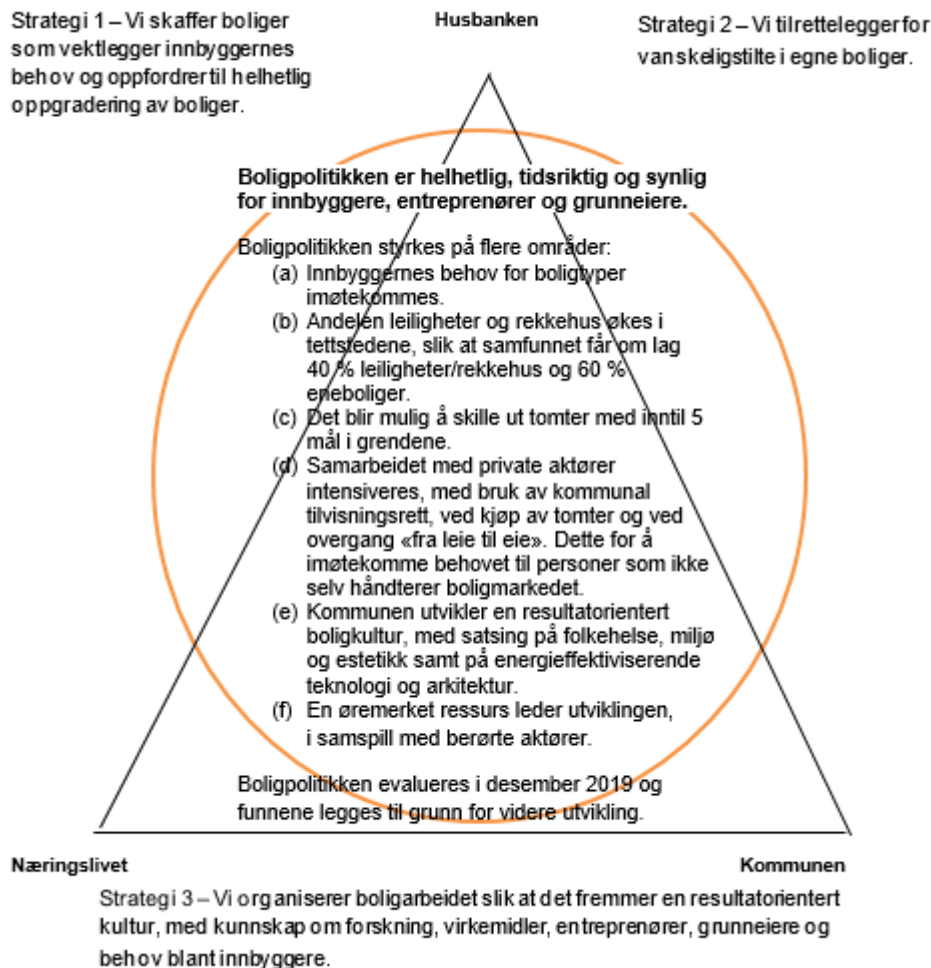 Strategi 1 – Vi skaffer boliger
som vektlegger innbyggernes
behov og oppfordrer til helhetlig
oppgradering av boliger.
Husbanken
Strategi 2 – Vi tilrettelegger for
vanskeligstilte i egne boliger.
Boligpolitikken er helhetlig, tidsriktig og synlig
for innbyggere, entreprenører og grunneiere.
Boligpolitikken styrkes på flere områder:
(a) Innbyggernes behov for boligtyper
imøtekommes.
(b) Andelen leiligheter og rekkehus økes i
tettstedene, slik at samfunnet får om lag
40 % leiligheter/rekkehus og 60 %
eneboliger.
(c) Det blir mulig å skille ut tomter med inntil 5
mål i grendene.
(d) Samarbeidet med private aktører
intensiveres, med bruk av kommunal
tilvisningsrett, ved kjøp av tomter og ved
overgang «fra leie til eie». Dette for å
imøtekomme behovet til personer som ikke
selv håndterer boligmarkedet.
(e) Kommunen utvikler en resultatorientert
boligkultur, med satsing på folkehelse, miljø
og estetikk samt på energieffektiviserende
teknologi og arkitektur.
(f) En øremerket ressurs leder utviklingen,
i samspill med berørte aktører.
Boligpolitikken evalueres i desember 2019 og
funnene legges til grunn for videre utvikling.
Næringslivet
Kommunen
Strategi 3 – Vi organiserer boligarbeidet slik at det fremmer en resultatorientert
kultur, med kunnskap om forskning, virkemidler, entreprenører, grunneiere og
behov blant innbyggere.